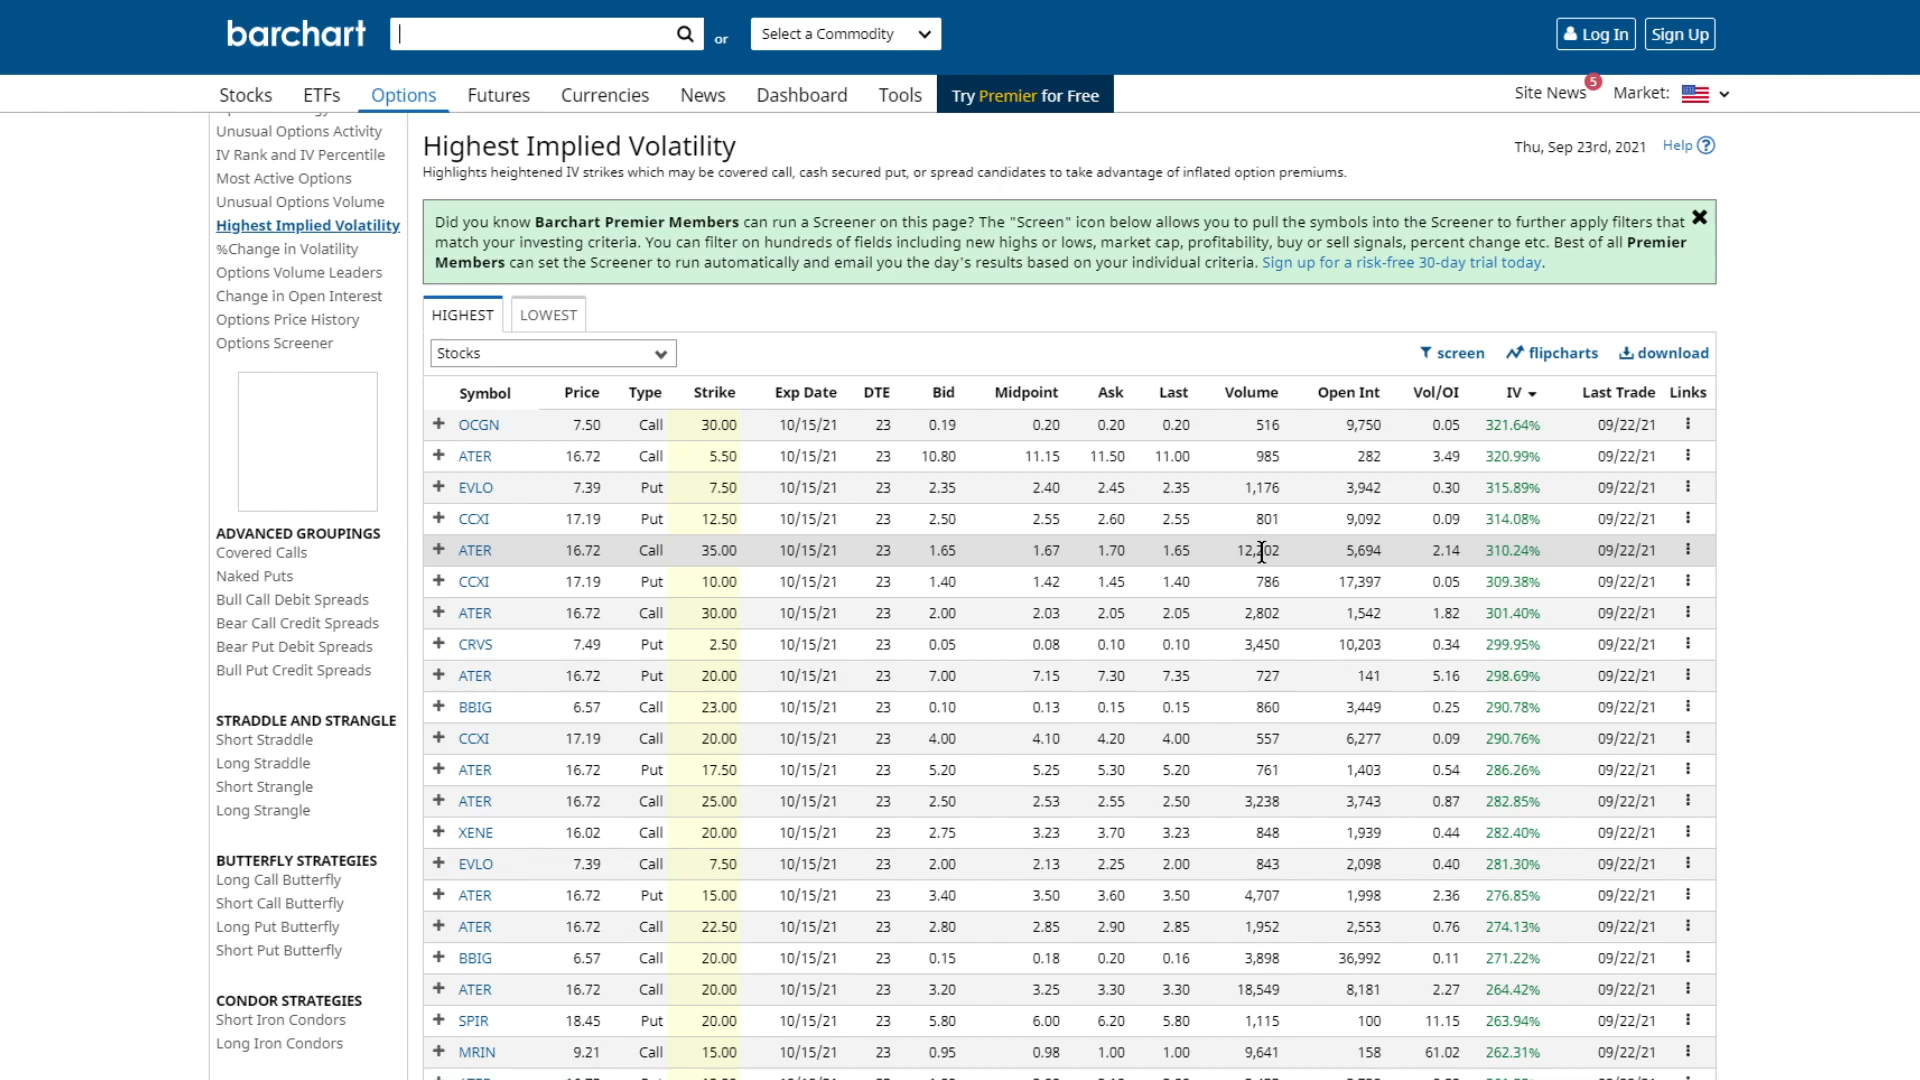 barchart
or
Select a Commodity
Log In
Sign Up
Stocks
ETFs
Options
Futures
Currencies
News
Dashboard
Tools
Try Premier for Free
Site News 5
Market:
Unusual Options Activity
IV Rank and IV Percentile
Most Active Options
Unusual Options Volume
Highest Implied Volatility
%Change in Volatility
Options Volume Leaders
Change in Open Interest
Options Price History
Options Screener
ADVANCED GROUPINGS
Covered Calls
Naked Puts
Bull Call Debit Spreads
Bear Call Credit Spreads
Bear Put Debit Spreads
Bull Put Credit Spreads
STRADDLE AND STRANGLE
Short Straddle
Long Straddle
Short Strangle
Long Strangle
BUTTERFLY STRATEGIES
Long Call Butterfly
Short Call Butterfly
Long Put Butterfly
Short Put Butterfly
CONDOR STRATEGIES
Short Iron Condors
Long Iron Condors
Highest Implied Volatility
Thu, Sep 23rd, 2021
Help ?
Highlights heightened IV strikes which may be covered call, cash secured put, or spread candidates to take advantage of inflated option premiums.
Did you know Barchart Premier Members can run a Screener on this page? The "Screen" icon below allows you to pull the symbols into the Screener to further apply filters that
match your investing criteria. You can filter on hundreds of fields including new highs or lows, market cap, profitability, buy or sell signals, percent change etc. Best of all Premier
Members can set the Screener to run automatically and email you the day's results based on your individual criteria. Sign up for a risk-free 30-day trial today.
HIGHEST
LOWEST
Stocks
screen
flipcharts
download
Symbol Price Type Strike Exp Date DTE Bid Midpoint Ask Last Volume Open Int Vol/OI IV Last Trade Links
OCGN 7.50 Call 30.00 10/15/21 23 0.19 0.20 0.20 0.20 516 9,750 0.05 321.64% 09/22/21
ATER 16.72 Call 5.50 10/15/21 23 10.80 11.15 11.50 11.00 985 282 3.49 320.99% 09/22/21
EVLO 7.39 Put 7.50 10/15/21 23 2.35 2.40 2.45 2.35 1,176 3,942 0.30 315.89% 09/22/21
CCXI 17.19 Put 12.50 10/15/21 23 2.50 2.55 2.60 2.55 801 9,092 0.09 314.08% 09/22/21
ATER 16.72 Call 35.00 10/15/21 23 1.65 1.67 1.70 1.65 5,694 2.14 310.24% 09/22/21
CCXI 17.19 Put 10.00 10/15/21 23 1.40 1.42 1.45 1.40 786 17,397 0.05 309.38% 09/22/21
ATER 16.72 Call 30.00 10/15/21 23 2.00 2.03 2.05 2.05 2,802 1,542 1.82 301.40% 09/22/21
CRVS 7.49 Put 2.50 10/15/21 23 0.05 0.08 0.10 0.10 3,450 10,203 0.34 299.95% 09/22/21
ATER 16.72 Put 20.00 10/15/21 23 7.00 7.15 7.30 7.35 727 141 5.16 298.69% 09/22/21
BBIG 6.57 Call 23.00 10/15/21 23 0.10 0.13 0.15 0.15 860 3,449 0.25 290.78% 09/22/21
CCXI 17.19 Call 20.00 10/15/21 23 4.00 4.10 4.20 4.00 557 6,277 0.09 290.76% 09/22/21
ATER 16.72 Put 17.50 10/15/21 23 5.20 5.25 5.30 5.20 761 1,403 0.54 286.26% 09/22/21
ATER 16.72 Call 25.00 10/15/21 23 2.50 2.53 2.55 2.50 3,238 3,743 0.87 282.85% 09/22/21
XENE 16.02 Call 20.00 10/15/21 23 2.75 3.23 3.70 3.23 848 1,939 0.44 282.40% 09/22/21
EVLO 7.39 Call 7.50 10/15/21 23 2.00 2.13 2.25 2.00 843 2,098 0.40 281.30% 09/22/21
ATER 16.72 Put 15.00 10/15/21 23 3.40 3.50 3.60 3.50 4,707 1,998 2.36 276.85% 09/22/21
ATER 16.72 Call 22.50 10/15/21 23 2.80 2.85 2.90 2.85 1,952 2,553 0.76 274.13% 09/22/21
BBIG 6.57 Call 20.00 10/15/21 23 0.15 0.18 0.20 0.16 3,898 36,992 0.11 271.22% 09/22/21
ATER 16.72 Call 20.00 10/15/21 23 3.20 3.25 3.30 3.30 18,549 8,181 2.27 264.42% 09/22/21
SPIR 18.45 Put 20.00 10/15/21 23 5.80 6.00 6.20 5.80 1,115 100 11.15 263.94% 09/22/21
MRIN 9.21 Call 15.00 10/15/21 23 0.95 0.98 1.00 1.00 9,641 158 61.02 262.31% 09/22/21